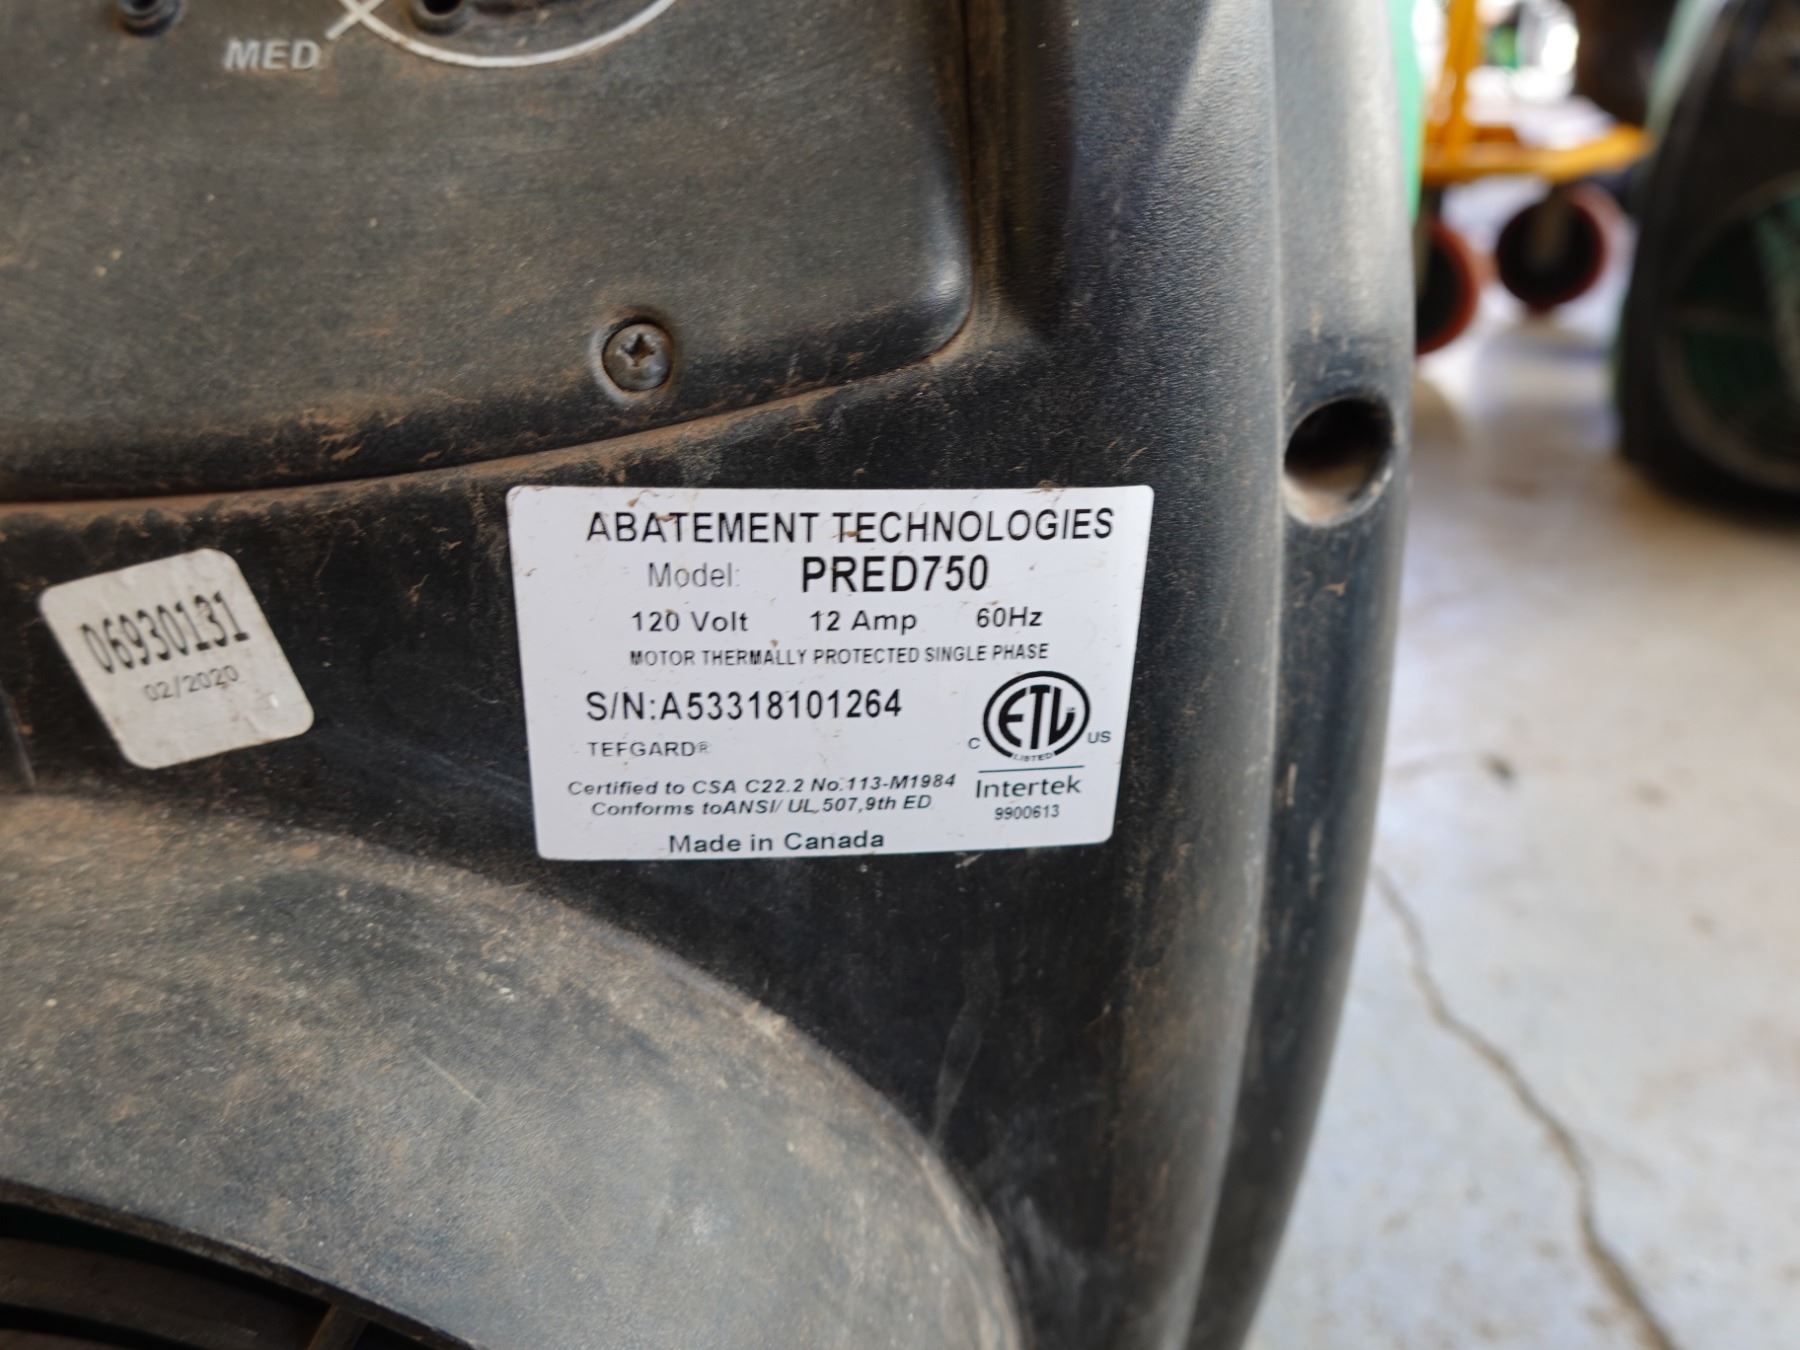 MED
06930131
02/2020
ABATEMENT TECHNOLOGIES
Model: PRED750
120 Volt 12 Amp 60Hz
MOTOR THERMALLY PROTECTED SINGLE PHASE
S/N:A53318101264
TEFGARD®
ETL
C US
LISTED
Intertek
9900613
Certified to CSA C22.2 No.113-M1984
Conforms toANSI/ UL.507,9th ED
Made in Canada